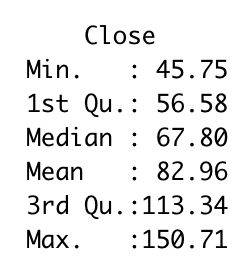 Close
Min.   : 45.75
1st Qu.: 56.58
Median : 67.80
Mean   : 82.96
3rd Qu.:113.34
Max.   :150.71